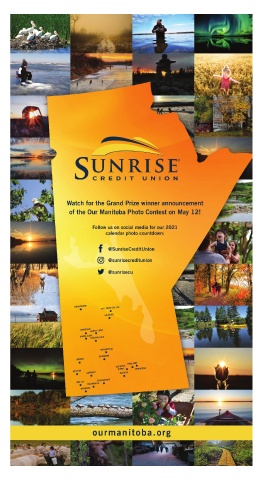 SUNRISE
CREDIT UNION
Watch for the Grand Prize winner announcement
of the Our Manitoba Photo Contest on May 12!
Follow us on social media for our 2021
calendar photo countdown
@SunriseCreditUnion
@sunrisecreditunion
@sunrisecu
ourmanitoba.org